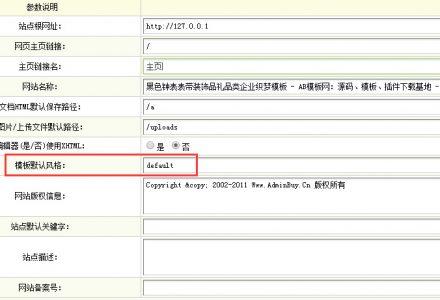 参数说明
站点根网址： http://127.0.0.1
网页主页链接： /
主页链接名： 主页
网站名称： 黑色钟表表带装饰品礼品类企业织梦模板 - AB模板网：源码、模板、插件下载基地 -
文档HTML默认保存路径： /a
图片/上传文件默认路径： /uploads
编辑器(是/否)使用XHTML： 是 否
模板默认风格： default
网站版权信息： Copyright &copy; 2002-2011 Www.AdminBuy.Cn 版权所有
站点默认关键字：
站点描述：
网站备案号：